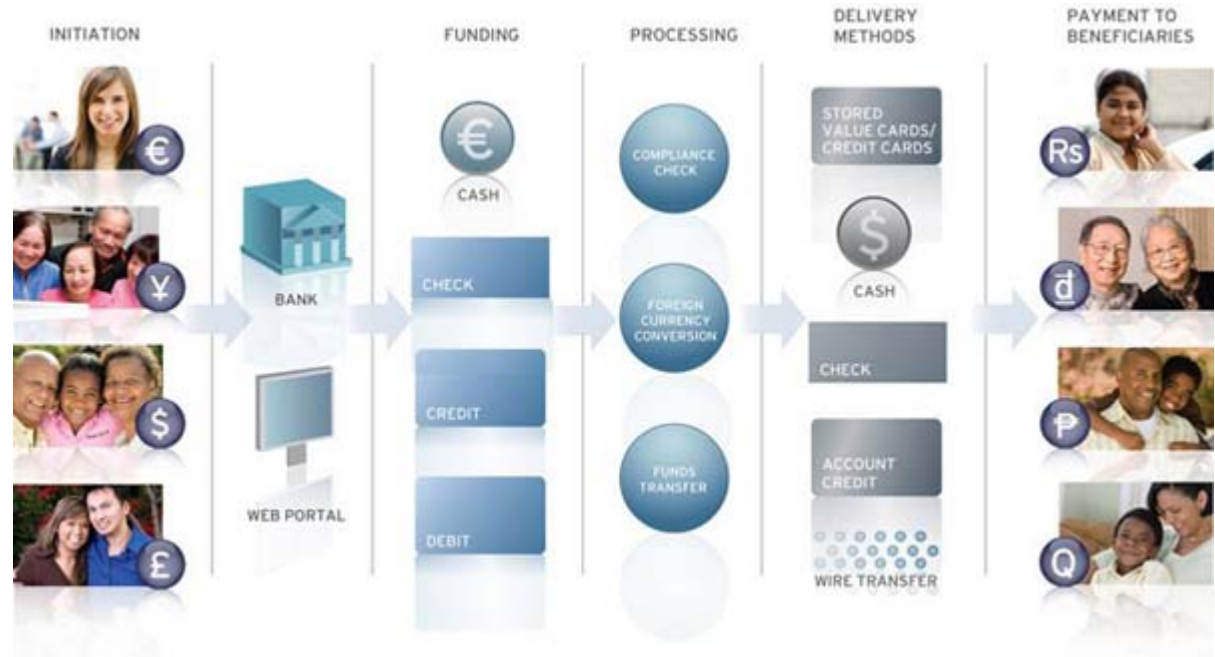 INITIATION
FUNDING
PROCESSING
DELIVERY
METHODS
PAYMENT TO
BENEFICIARIES
€
¥
$
£
BANK
WEB PORTAL
€
CASH
CHECK
CREDIT
DEBIT
COMPLIANCE
CHECK
FOREIGN
CURRENCY
CONVERSION
FUNDS
TRANSFER
STORED
VALUE CARDS/
CREDIT CARDS
$
CASH
CHECK
ACCOUNT
CREDIT
WIRE TRANSFER
Rs
₫
₱
Q